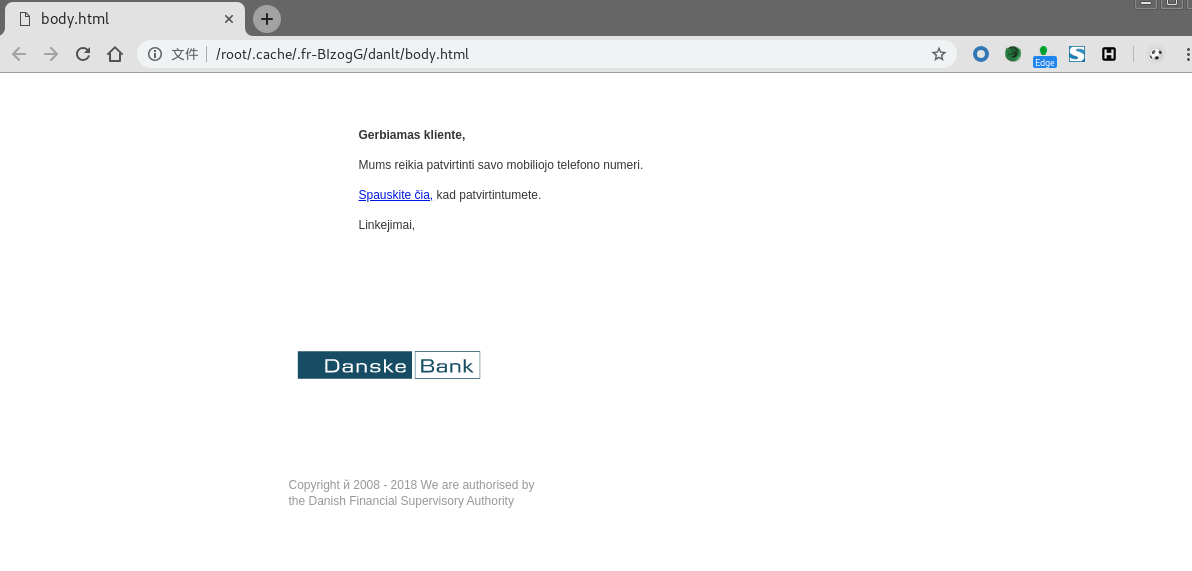 body.html
文件
/root/.cache/.fr-BIzogG/danlt/body.html
Edge
S
H
Gerbiamas kliente,
Mums reikia patvirtinti savo mobiliojo telefono numeri.
Spauskite čia, kad patvirtintumete.
Linkejimai,
Danske Bank
Copyright й 2008 - 2018 We are authorised by
the Danish Financial Supervisory Authority